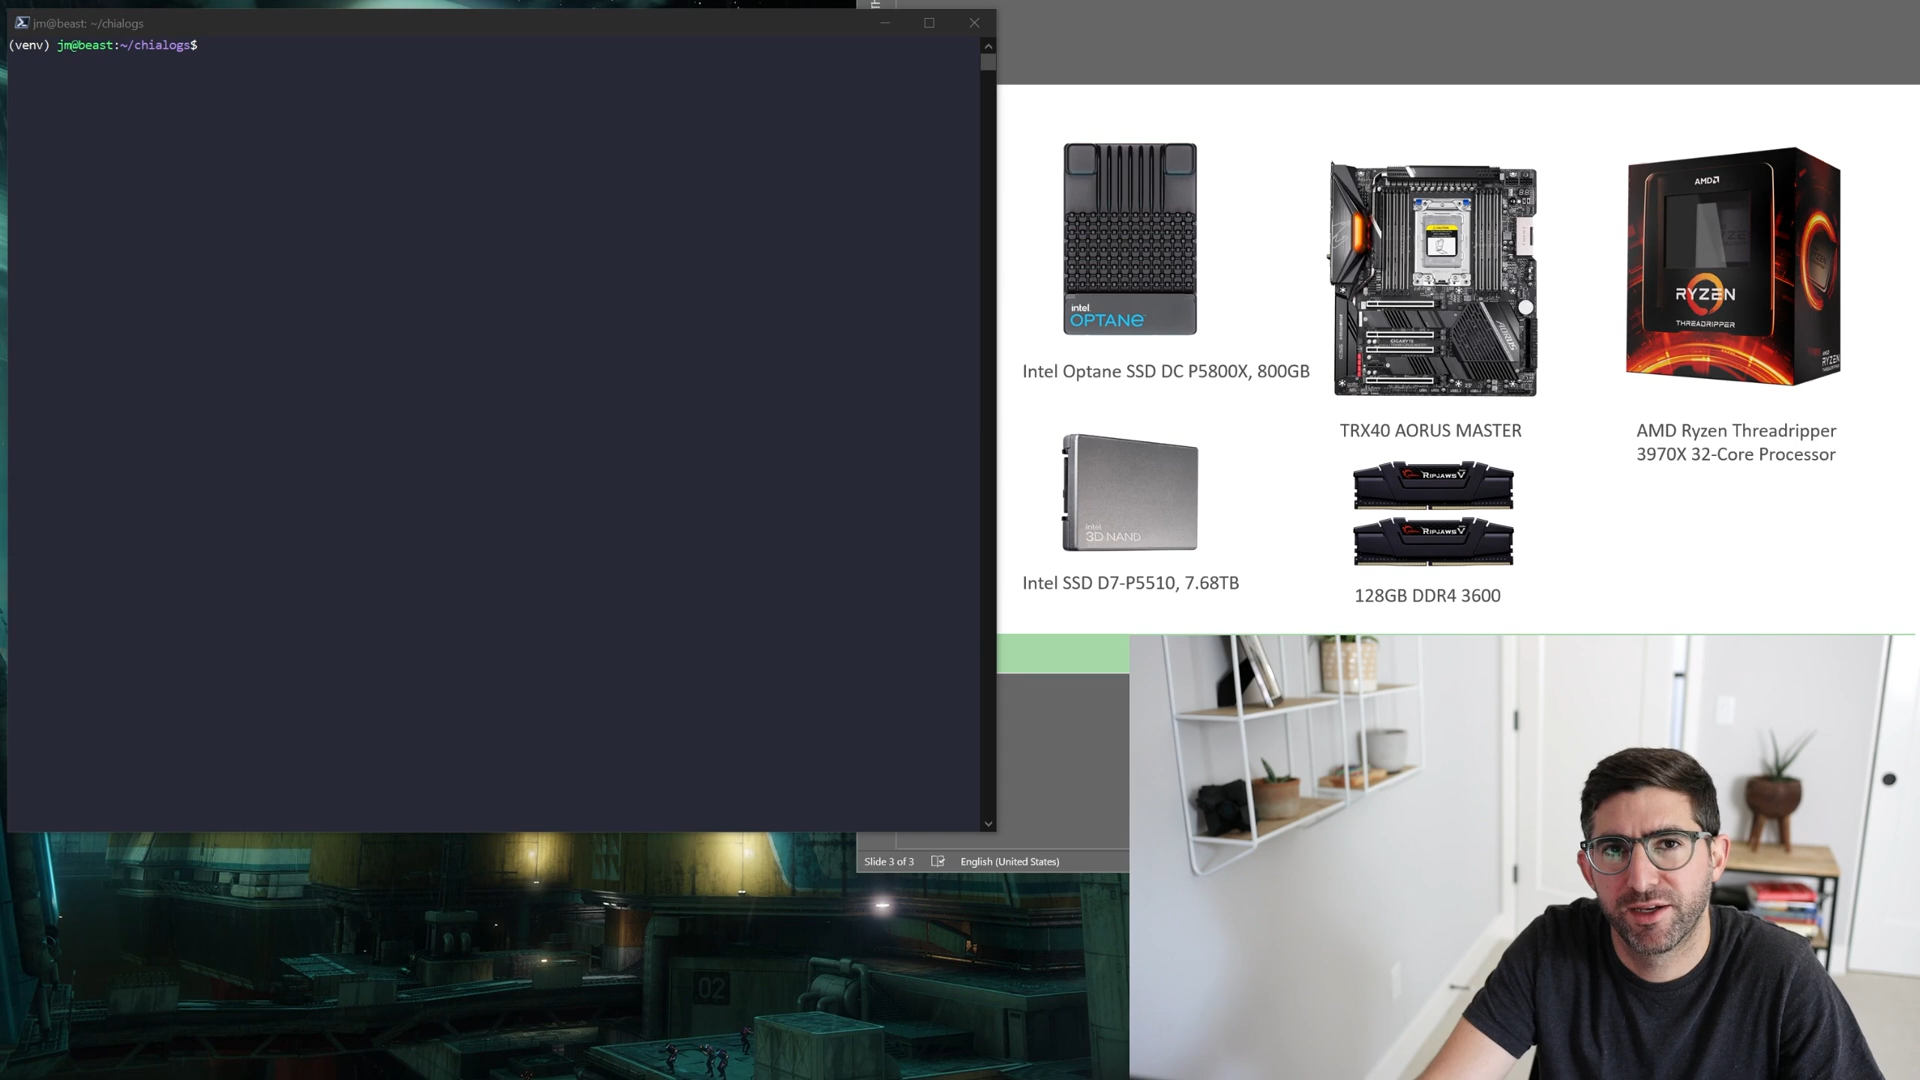 jm@beast: ~/chialogs
(venv) jm@beast:~/chialogs$
intel
OPTANE
Intel Optane SSD DC P5800X, 800GB
TRX40 AORUS MASTER
AMD
RYZEN
THREADRIPPER
AMD Ryzen Threadripper
3970X 32-Core Processor
intel
3D NAND
Intel SSD D7-P5510, 7.68TB
RIPJAWS V
RIPJAWS V
128GB DDR4 3600
Slide 3 of 3
English (United States)
02